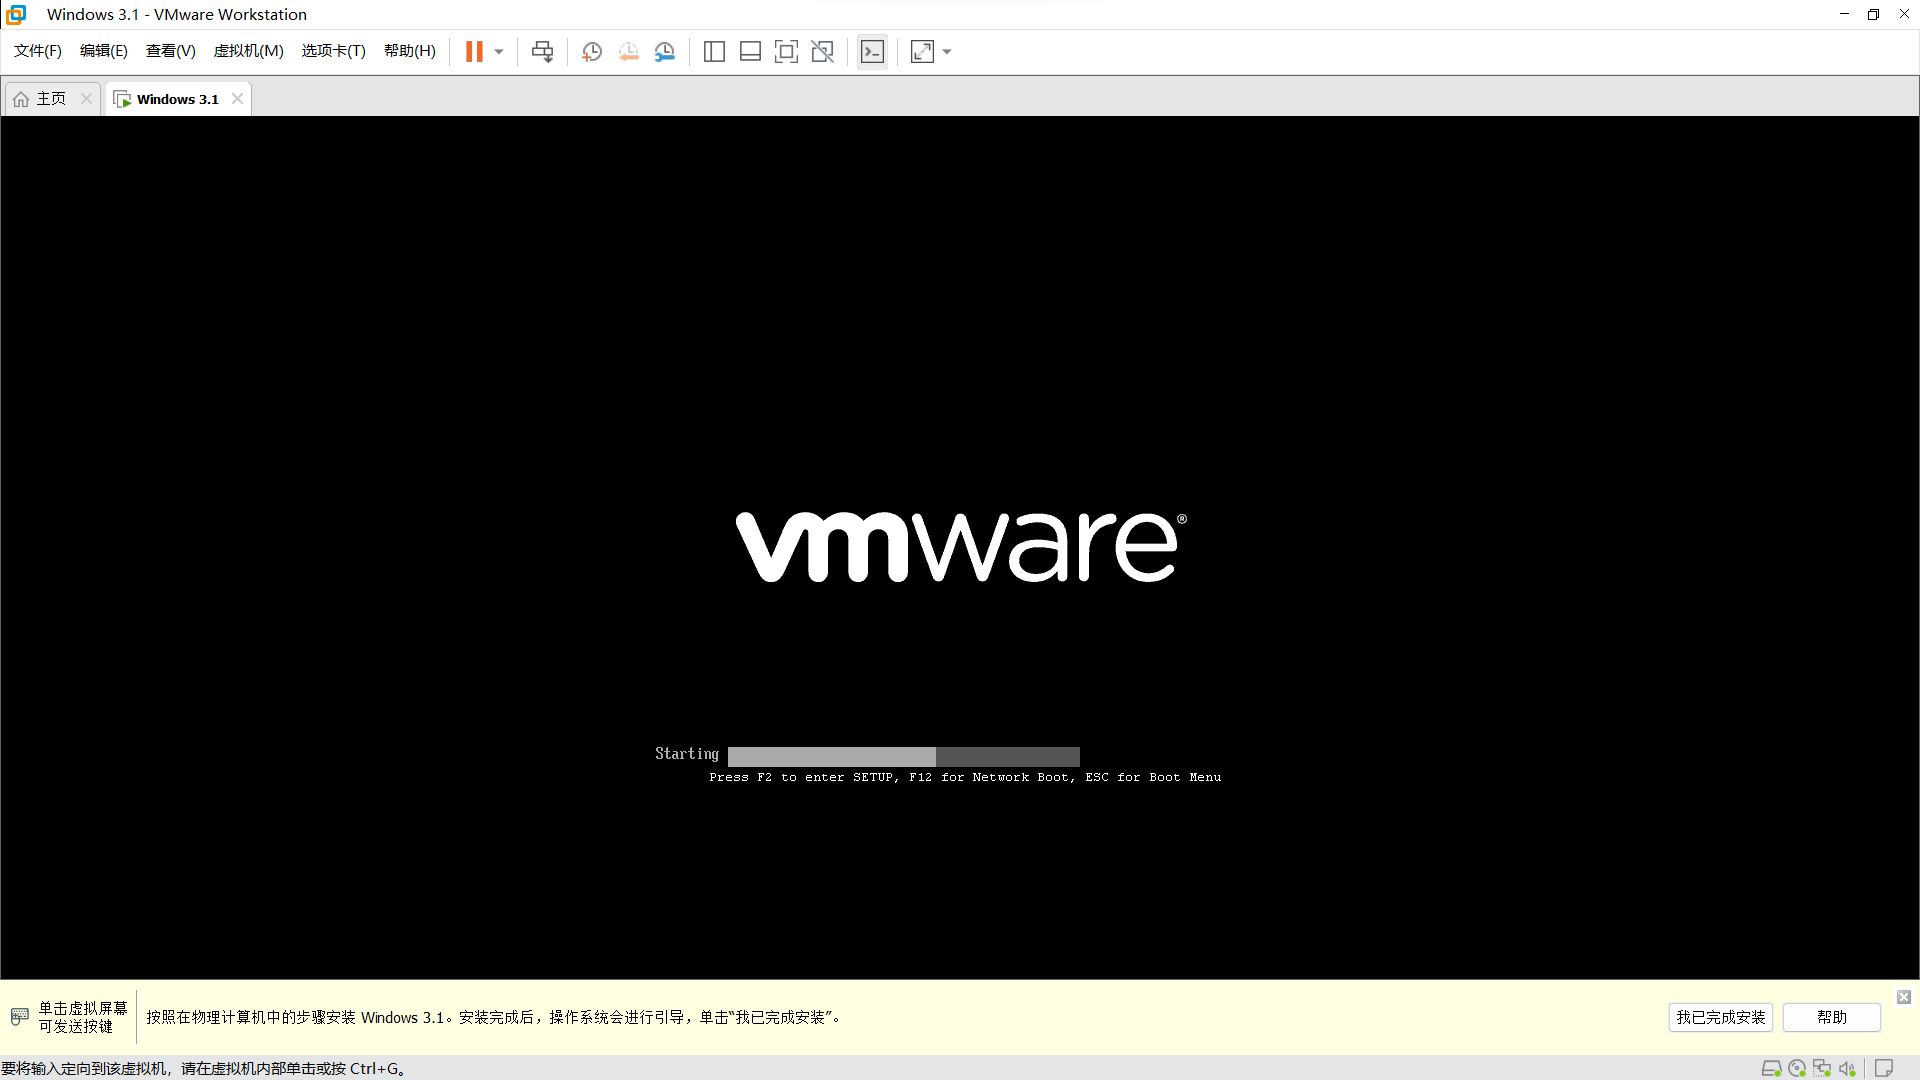 Windows 3.1 - VMware Workstation
文件(F) 编辑(E) 查看(V) 虚拟机(M) 选项卡(T) 帮助(H)
主页 Windows 3.1
vmware®
Starting
Press F2 to enter SETUP, F12 for Network Boot, ESC for Boot Menu
单击虚拟屏幕
可发送按键
按照在物理计算机中的步骤安装 Windows 3.1。安装完成后，操作系统会进行引导，单击“我已完成安装”。
我已完成安装 帮助
要将输入定向到该虚拟机，请在虚拟机内部单击或按 Ctrl+G。